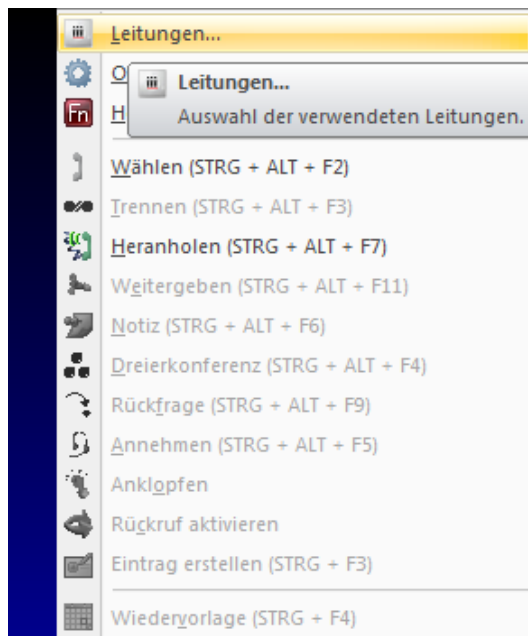 Leitungen...
O
Leitungen...
Fn H
Auswahl der verwendeten Leitungen.
Wählen (STRG + ALT + F2)
Trennen (STRG + ALT + F3)
Heranholen (STRG + ALT + F7)
Weitergeben (STRG + ALT + F11)
Notiz (STRG + ALT + F6)
Dreierkonferenz (STRG + ALT + F4)
Rückfrage (STRG + ALT + F9)
Annehmen (STRG + ALT + F5)
Anklopfen
Rückruf aktivieren
Eintrag erstellen (STRG + F3)
Wiedervorlage (STRG + F4)